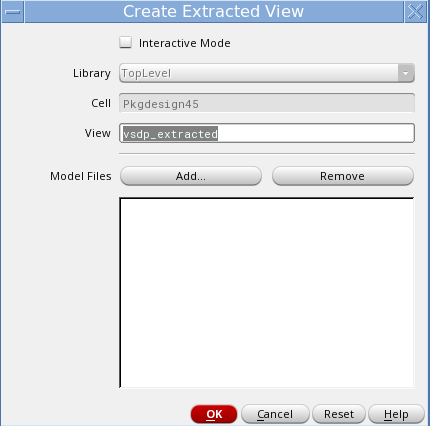 Create Extracted View
Interactive Mode
Library TopLevel
Cell Pkgdesign45
View vsdp_extracted
Model Files Add... Remove
OK Cancel Reset Help